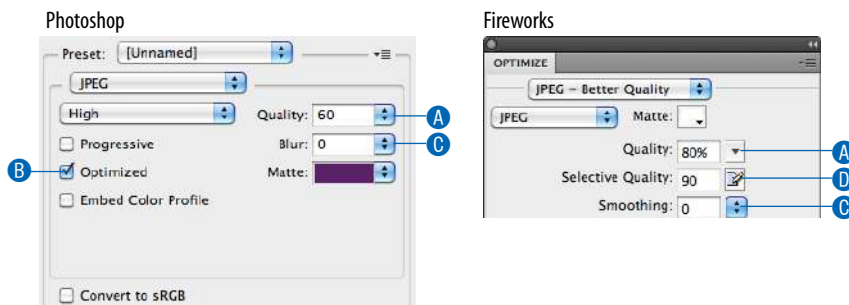 Photoshop
Preset: [Unnamed]
JPEG
High Quality: 60 A
Progressive Blur: 0 C
B Optimized Matte:
Embed Color Profile
Convert to sRGB
Fireworks
OPTIMIZE
JPEG – Better Quality
JPEG Matte:
Quality: 80% A
Selective Quality: 90 D
Smoothing: 0 C